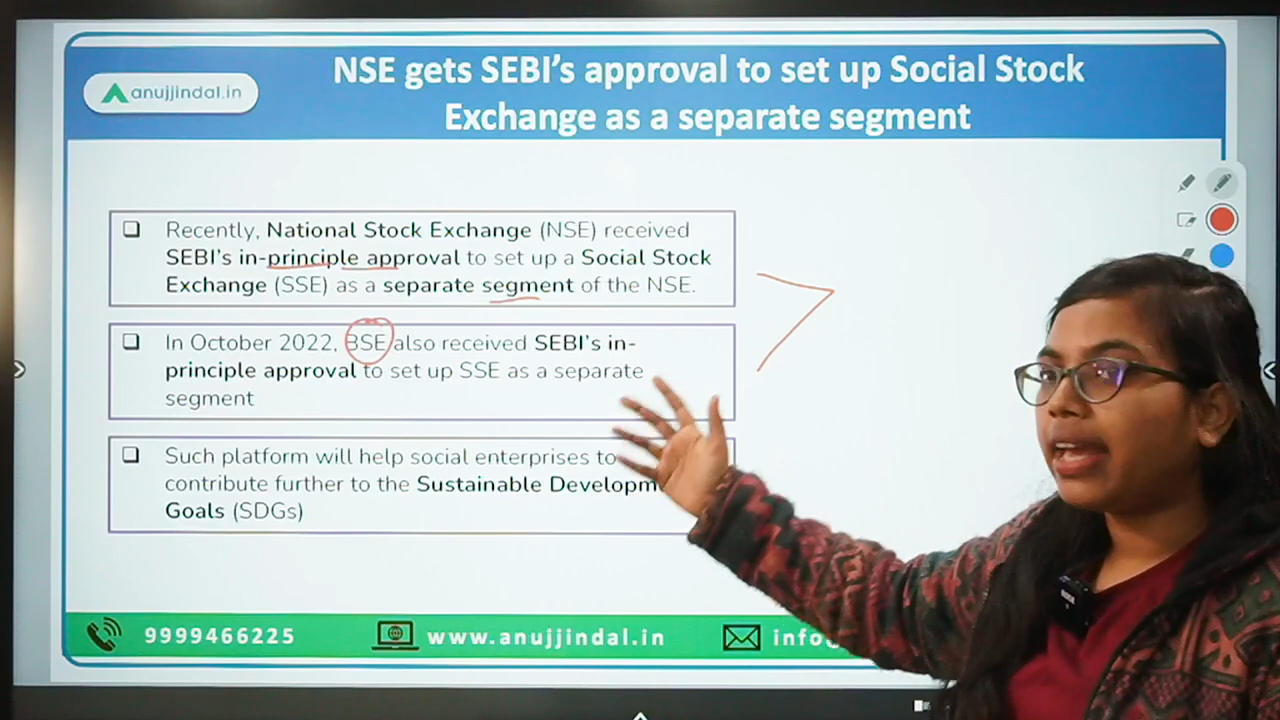 NSE gets SEBI's approval to set up Social Stock
Exchange as a separate segment
anujjindal.in
❑ Recently, National Stock Exchange (NSE) received
SEBI's in-principle approval to set up a Social Stock
Exchange (SSE) as a separate segment of the NSE.
❑ In October 2022, BSE also received SEBI's in-
principle approval to set up SSE as a separate
segment
❑ Such platform will help social enterprises to
contribute further to the Sustainable Developm
Goals (SDGs)
9999466225 www.anujjindal.in info@